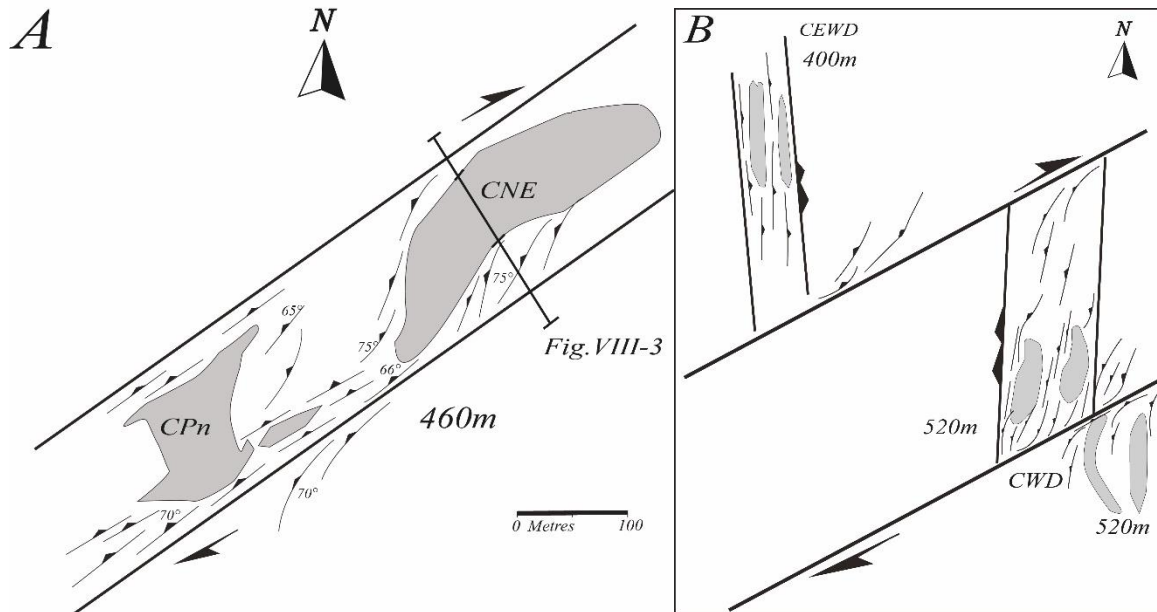 A
N
CNE
75°
Fig.VIII-3
65°
75°
66°
CPn
460m
70°
70°
0 Metres 100
B
CEWD
400m
N
520m
CWD
520m